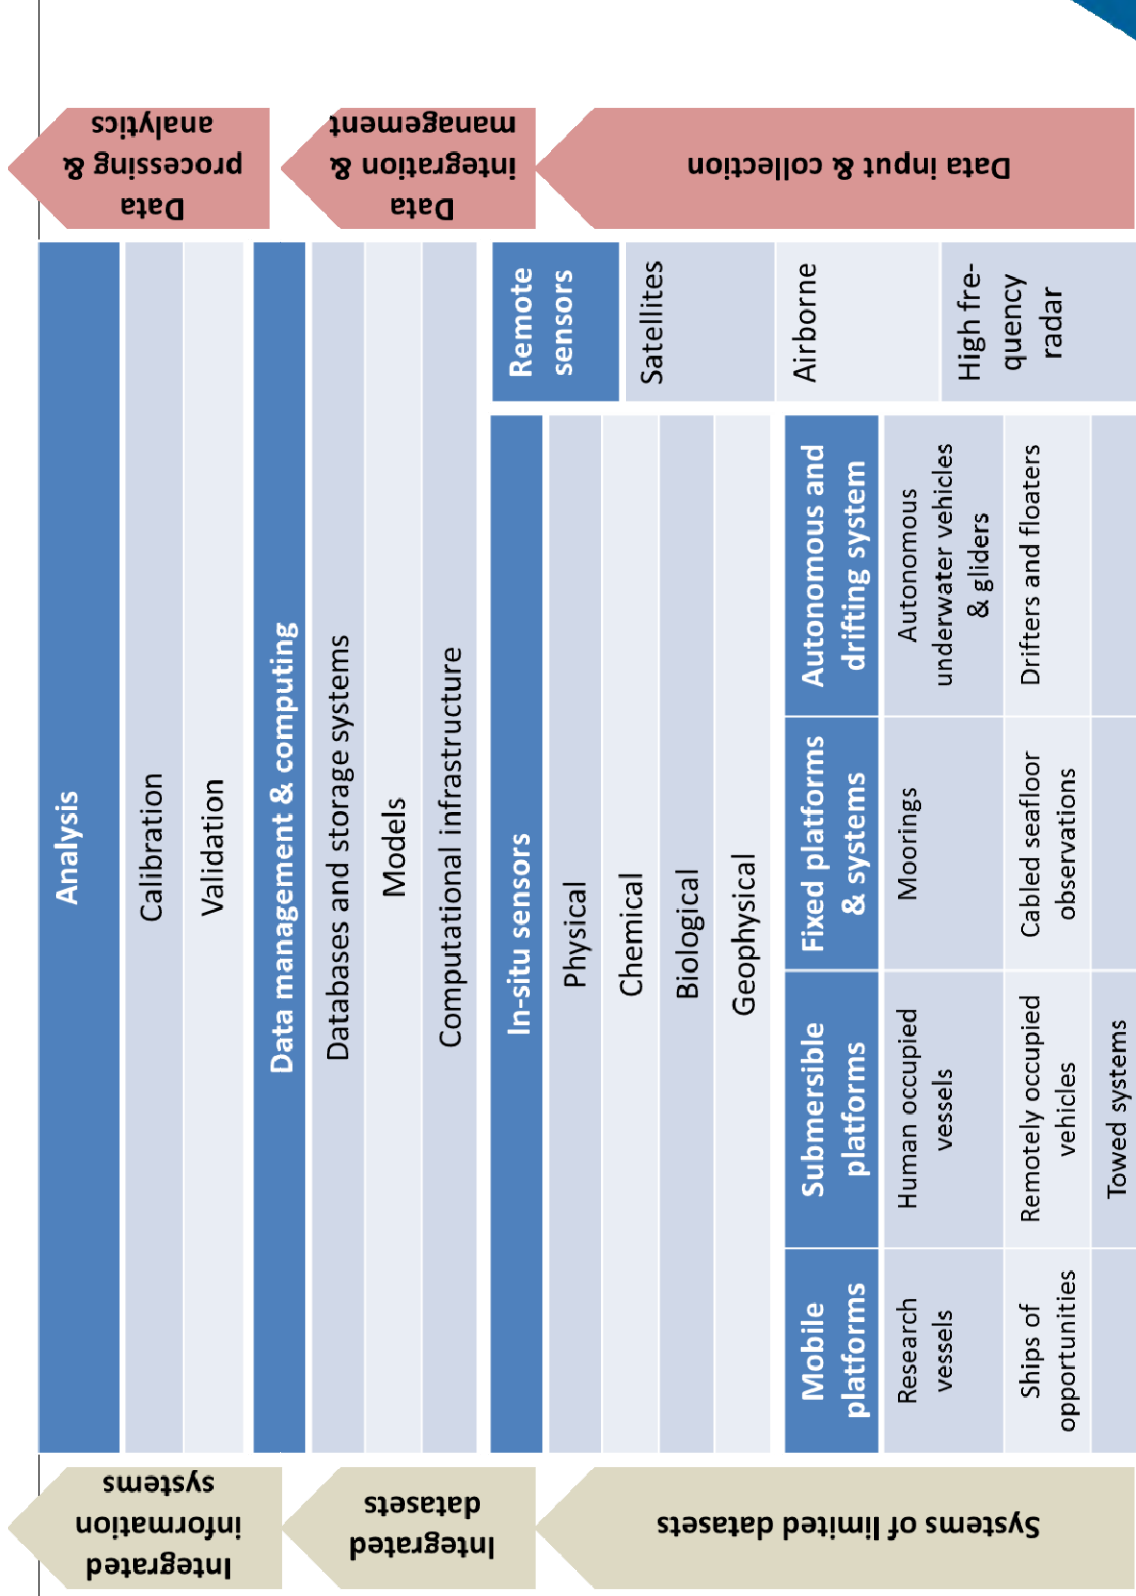 Integrated
information
systems
Integrated
datasets
Systems of limited datasets
Analysis
Calibration
Validation
Data management & computing
Databases and storage systems
Models
Computational infrastructure
In-situ sensors
Physical
Chemical
Biological
Geophysical
Remote
sensors
Satellites
Airborne
High fre-
quency
radar
Mobile
platforms
Submersible
platforms
Fixed platforms
& systems
Autonomous and
drifting system
Research
vessels
Human occupied
vessels
Moorings
Autonomous
underwater vehicles
& gliders
Ships of
opportunities
Remotely occupied
vehicles
Cabled seafloor
observations
Drifters and floaters
Towed systems
Data
processing &
analytics
Data
integration &
management
Data input & collection